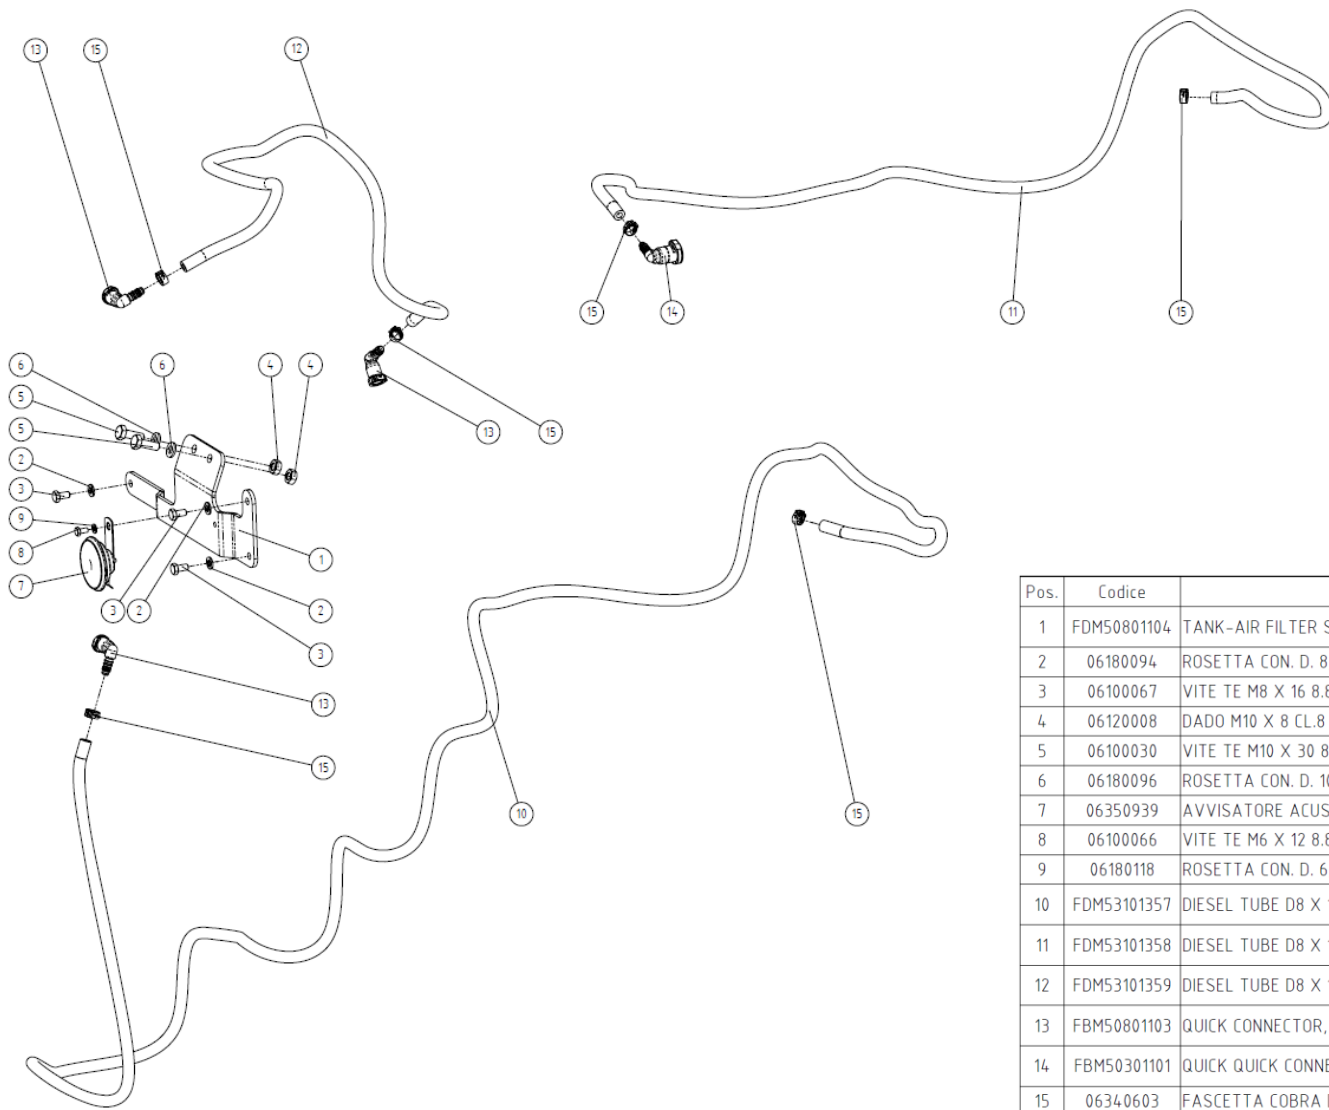 13
15
12
15
14
11
15
6
6
4
4
5
5
2
3
9
8
7
3
2
1
2
3
13
15
13
15
10
15
Pos. Codice
1 FDM50801104 TANK-AIR FILTER S
2 06180094 ROSETTA CON. D. 8
3 06100067 VITE TE M8 X 16 8.8
4 06120008 DADO M10 X 8 CL.8
5 06100030 VITE TE M10 X 30 8
6 06180096 ROSETTA CON. D. 10
7 06350939 AVVISATORE ACUS
8 06100066 VITE TE M6 X 12 8.8
9 06180118 ROSETTA CON. D. 6
10 FDM53101357 DIESEL TUBE D8 X 1
11 FDM53101358 DIESEL TUBE D8 X 1
12 FDM53101359 DIESEL TUBE D8 X 1
13 FBM50801103 QUICK CONNECTOR,
14 FBM50301101 QUICK QUICK CONNE
15 06340603 FASCETTA COBRA